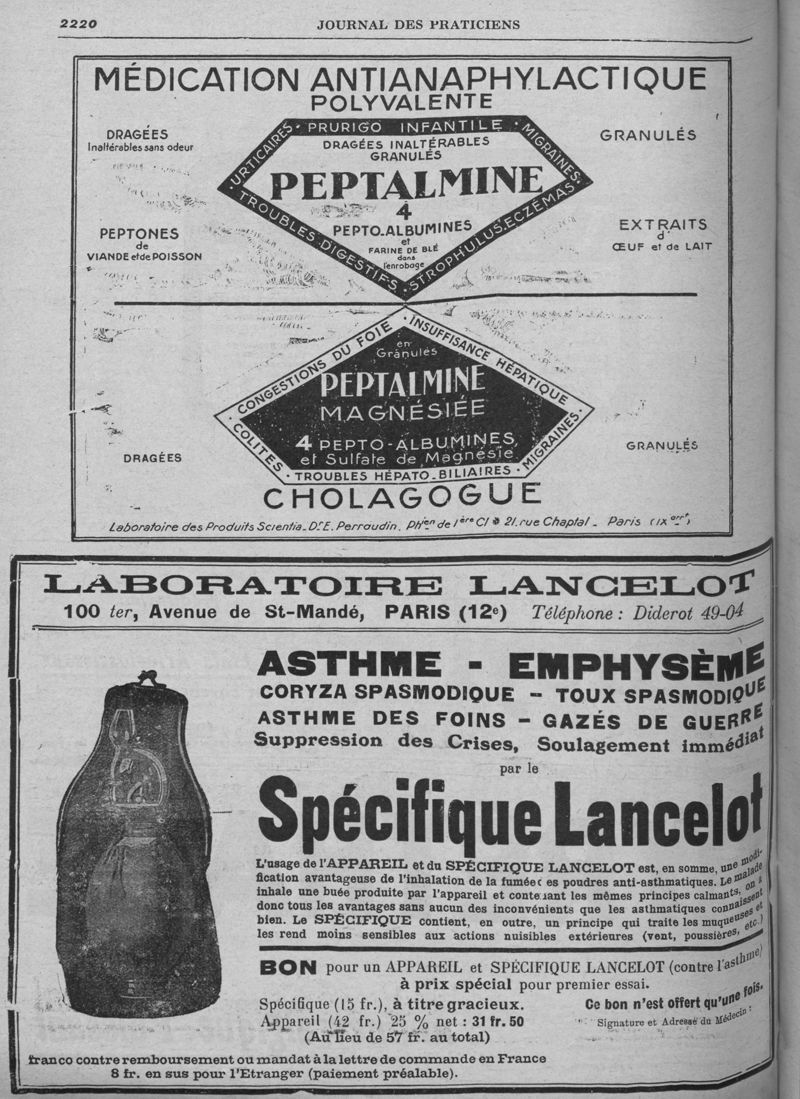 2220
JOURNAL DES PRATICIENS
MÉDICATION ANTIANAPHYLACTIQUE
POLYVALENTE
DRAGÉES
Inaltérables sans odeur
GRANULÉS
URTICAIRES · PRURIGO INFANTILE · MIGRAINES
DRAGÉES INALTÉRABLES
GRANULÉS
PEPTALMINE
4
PEPTO-ALBUMINES
et
FARINE DE BLÉ
dans
l'enrobage
TROUBLES DIGESTIFS · STROPHULUS · ECZÉMAS
PEPTONES
de
VIANDE et de POISSON
EXTRAITS
d'
ŒUF et de LAIT
CONGESTIONS DU FOIE · INSUFFISANCE HÉPATIQUE
en
Granulés
PEPTALMINE
MAGNÉSIÉE
4 PEPTO-ALBUMINES,
et Sulfate de Magnésie
COLITES · TROUBLES HÉPATO-BILIAIRES · MIGRAINES
DRAGÉES
GRANULÉS
CHOLAGOGUE
Laboratoire des Produits Scientia_Dr E. Perraudin, Phien de 1ère Cl 21, rue Chaptal _ Paris (IXarrt)
LABORATOIRE LANCELOT
100 ter, Avenue de St-Mandé, PARIS (12e) Téléphone : Diderot 49-04
ASTHME - EMPHYSÈME
CORYZA SPASMODIQUE - TOUX SPASMODIQUE
ASTHME DES FOINS - GAZÉS DE GUERRE
Suppression des Crises, Soulagement immédiat
par le
Spécifique Lancelot
L'usage de l'APPAREIL et du SPÉCIFIQUE LANCELOT est, en somme, une modi-
fication avantageuse de l'inhalation de la fumée es poudres anti-asthmatiques. Le malade
inhale une buée produite par l'appareil et conte ant les mêmes principes calmants, on a
donc tous les avantages sans aucun des inconvénients que les asthmatiques connaissent
bien. Le SPÉCIFIQUE contient, en outre, un principe qui traite les muqueuses et
les rend moins sensibles aux actions nuisibles extérieures (vent, poussières, etc.)
BON pour un APPAREIL et SPÉCIFIQUE LANCELOT (contre l'asthme)
à prix spécial pour premier essai.
Spécifique (15 fr.), à titre gracieux.
Ce bon n'est offert qu'une fois.
Appareil (42 fr.) 25 % net : 31 fr. 50
Signature et Adresse du Médecin :
(Au lieu de 57 fr. au total)
franco contre remboursement ou mandat à la lettre de commande en France
8 fr. en sus pour l'Etranger (paiement préalable).